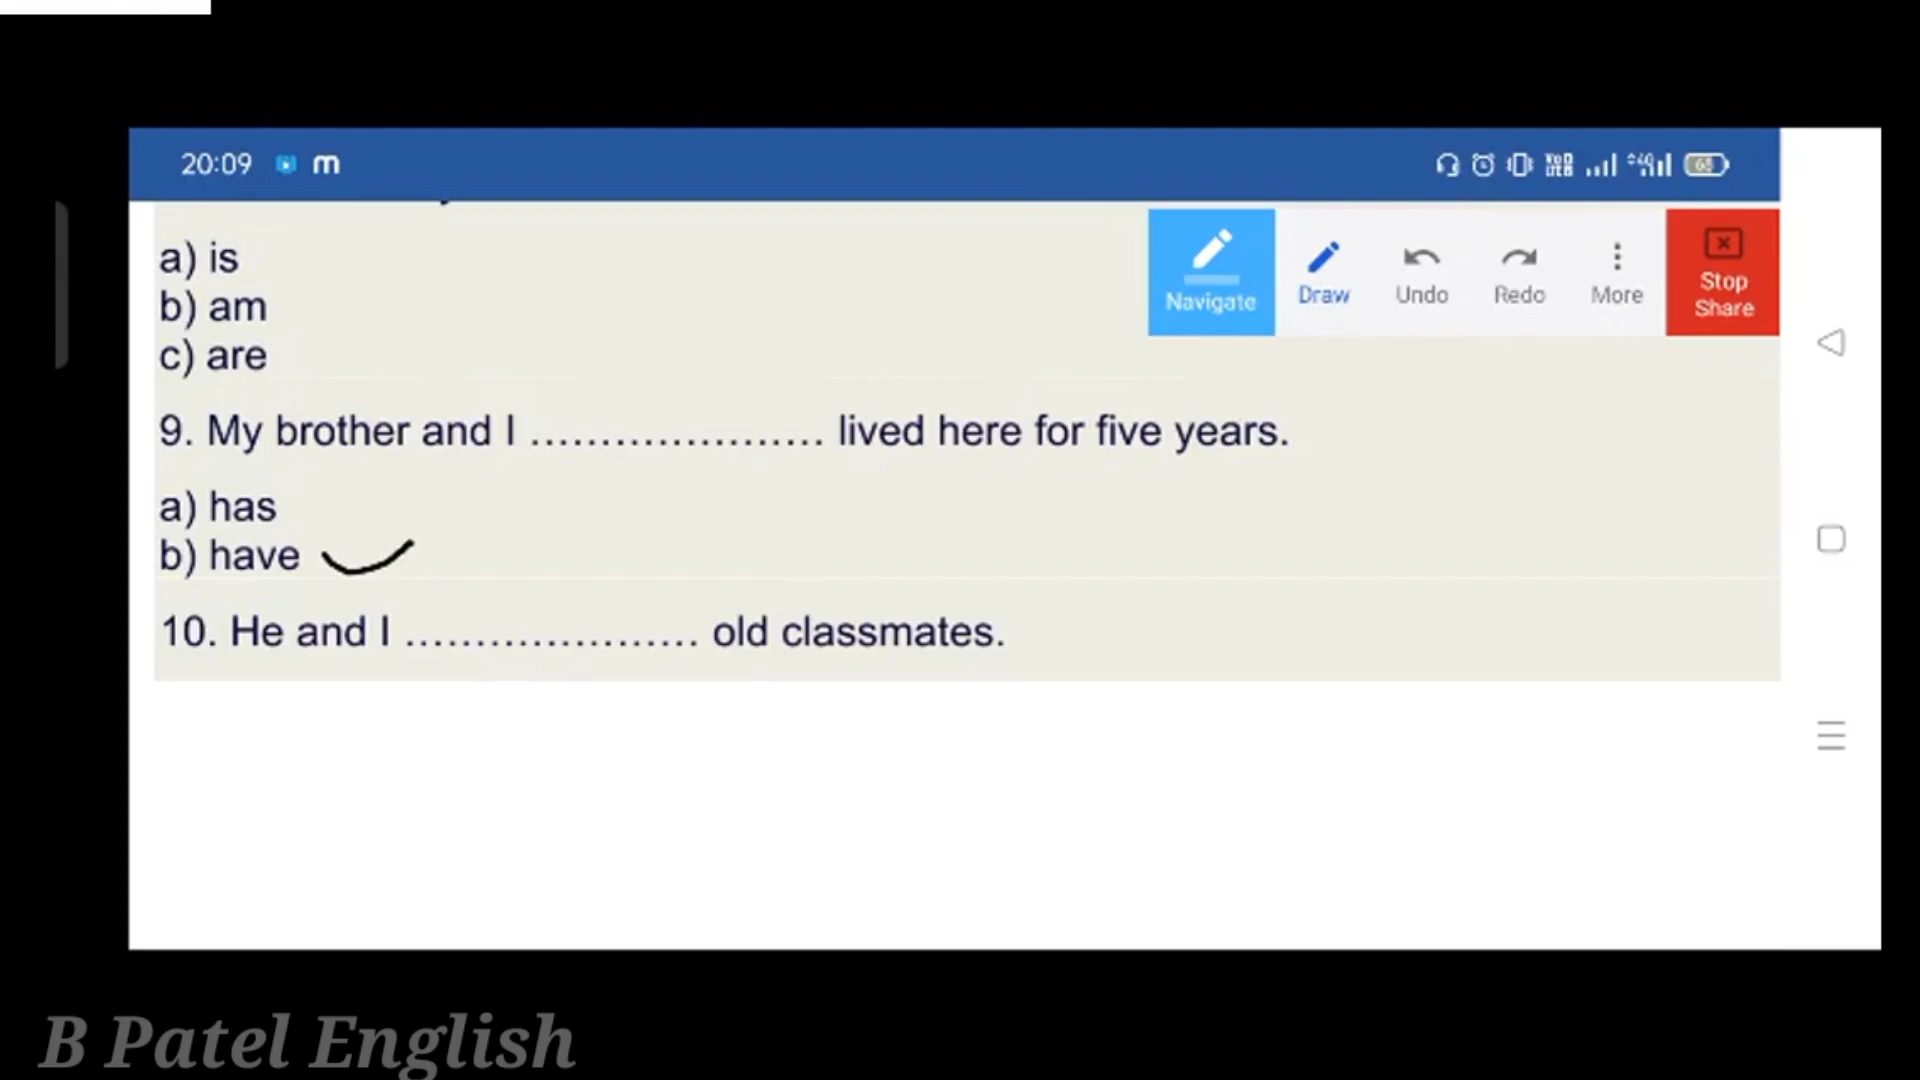 20:09 m
a) is
b) am
c) are
Navigate
Draw
Undo
Redo
More
Stop
Share
9. My brother and I ..................... lived here for five years.
a) has
b) have
10. He and I ..................... old classmates.
B Patel English